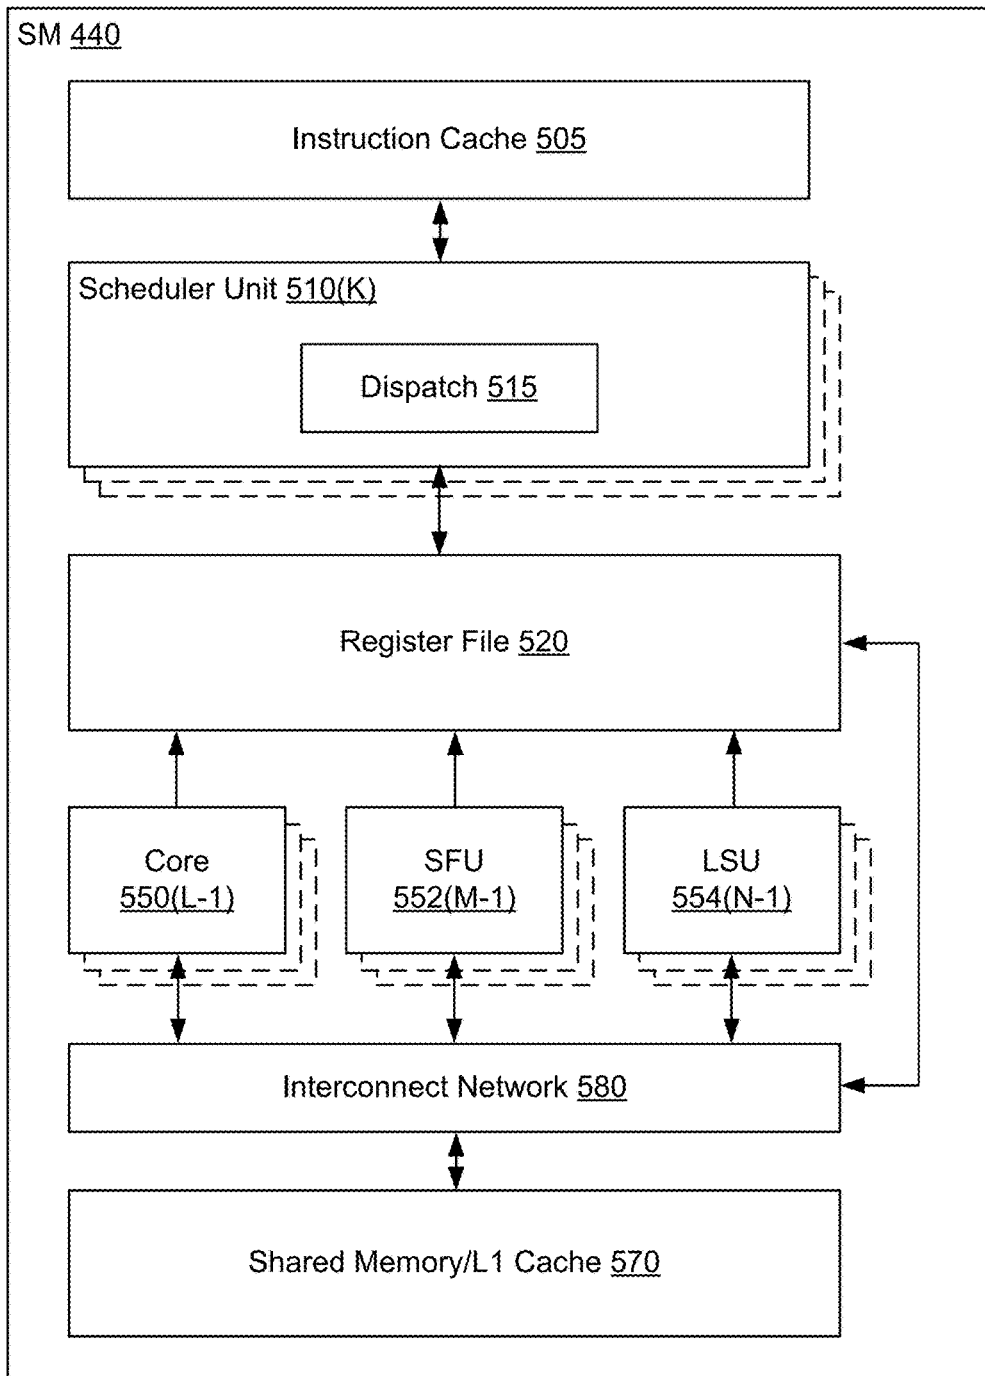 SM 440
Instruction Cache 505
Scheduler Unit 510(K)
Dispatch 515
Register File 520
Core
550(L-1)
SFU
552(M-1)
LSU
554(N-1)
Interconnect Network 580
Shared Memory/L1 Cache 570